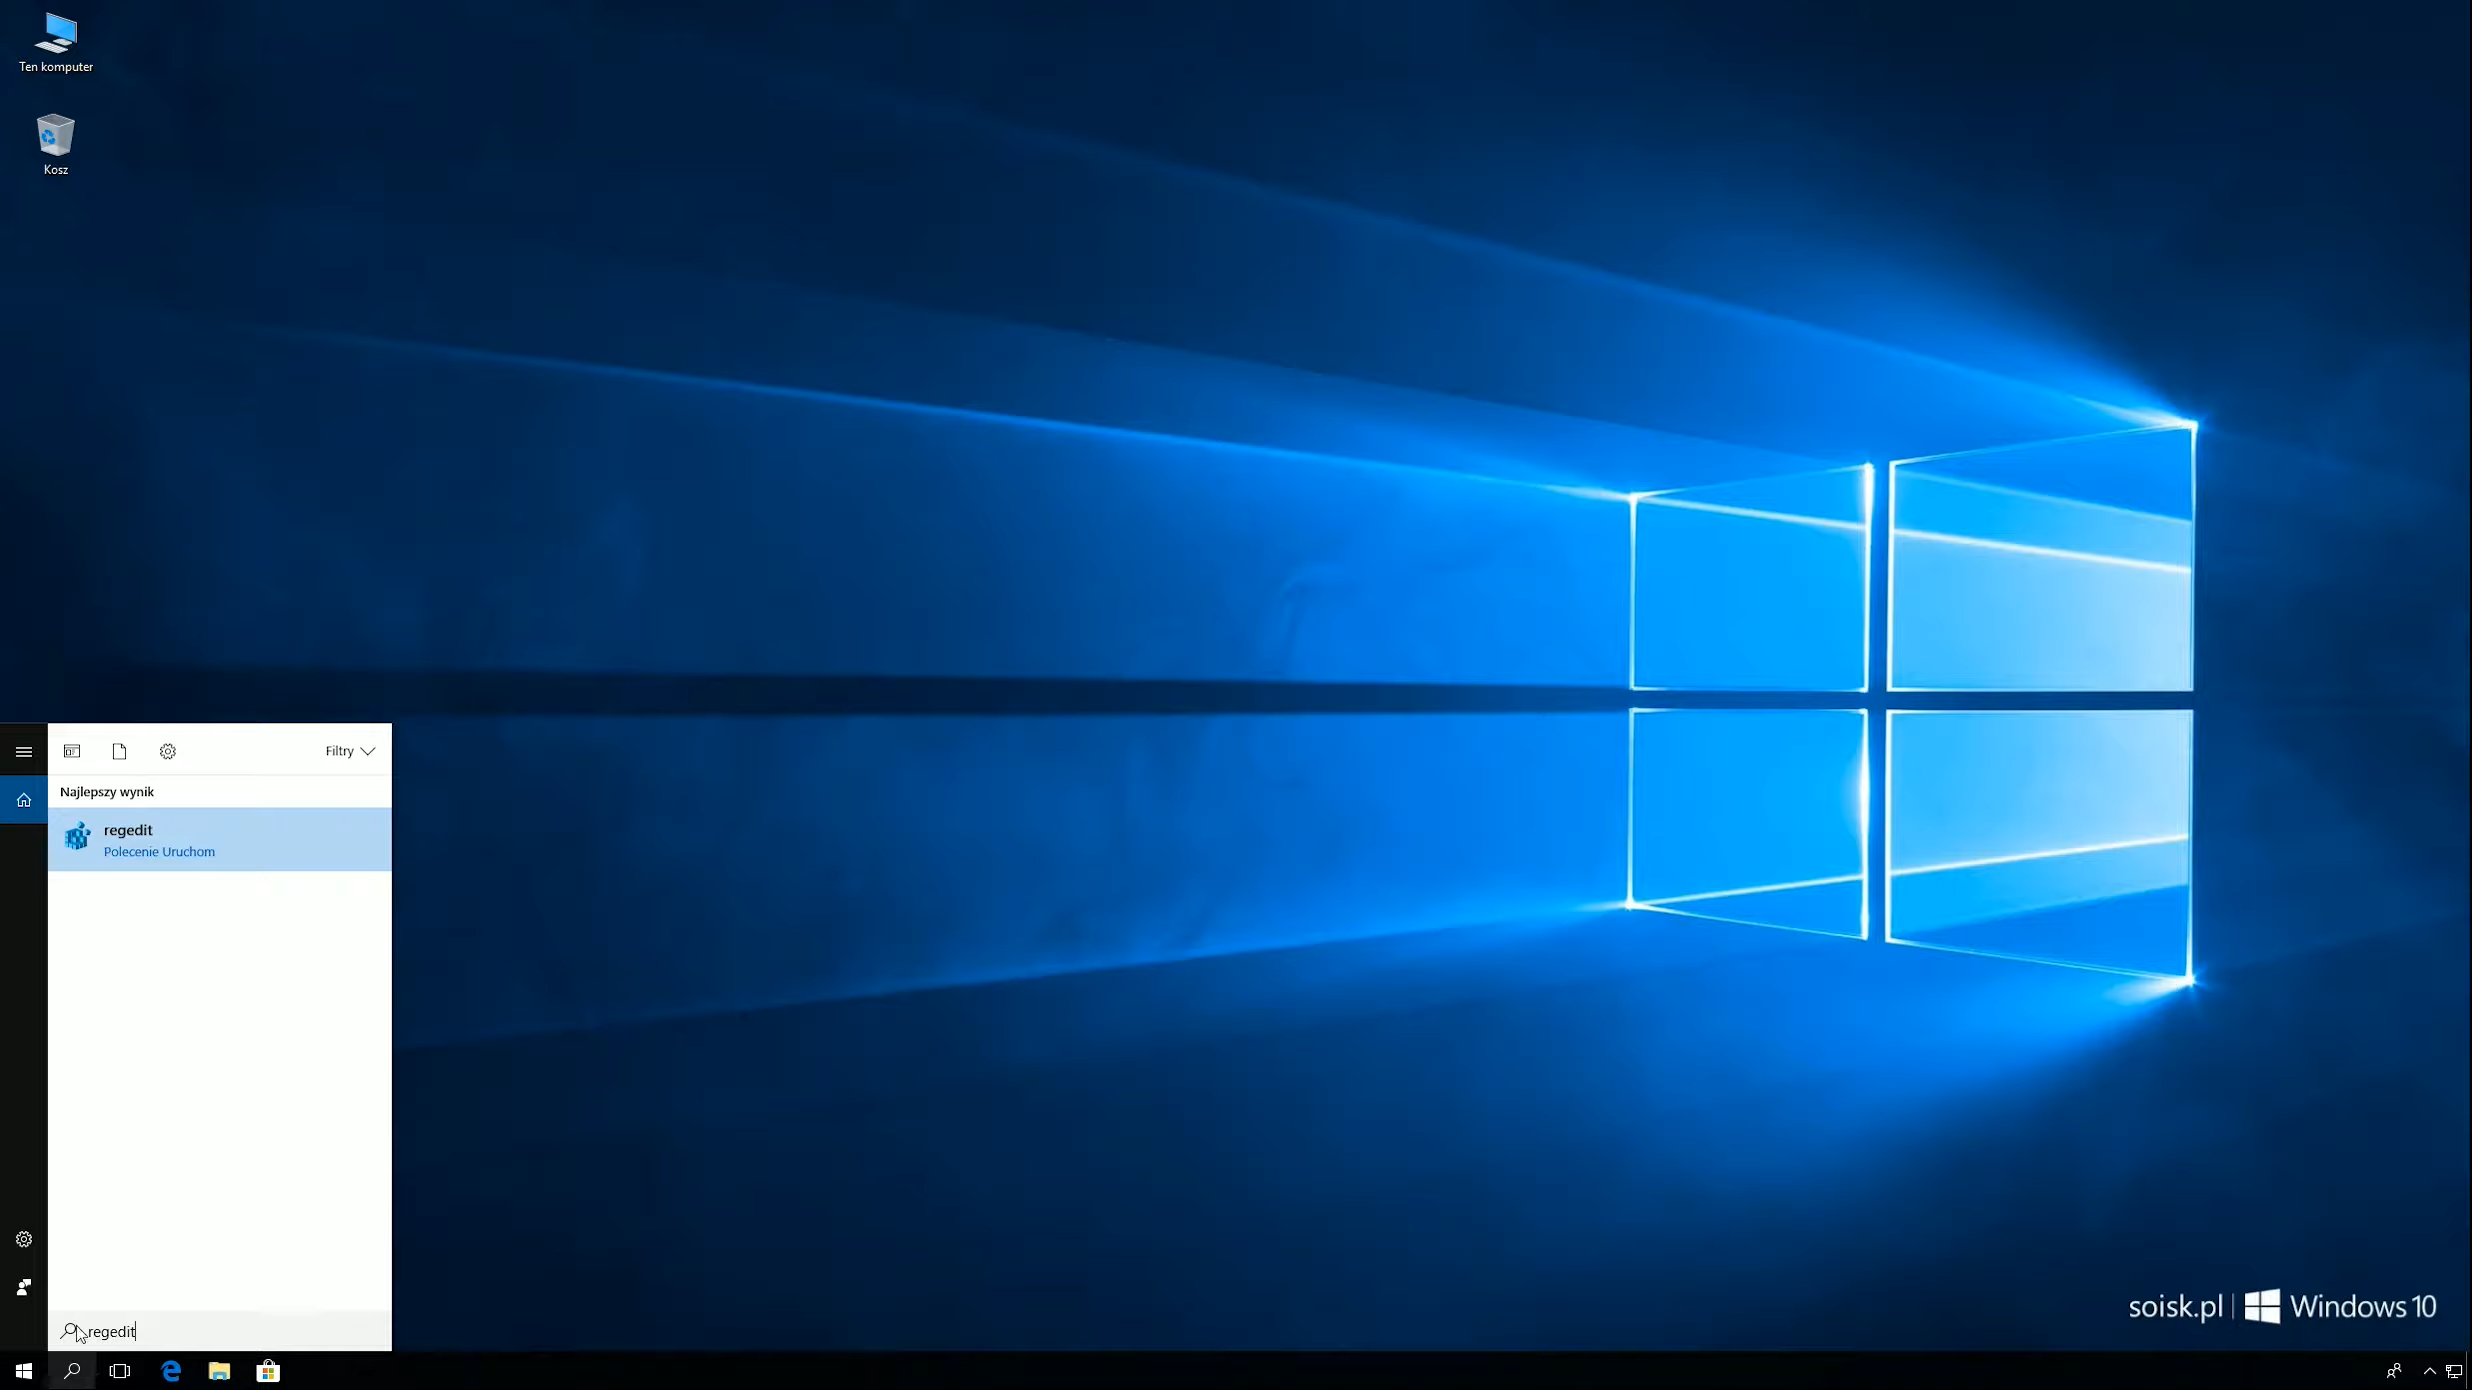 Ten komputer
Kosz
Filtry
Najlepszy wynik
regedit
Polecenie Uruchom
regedit
soisk.pl | Windows 10